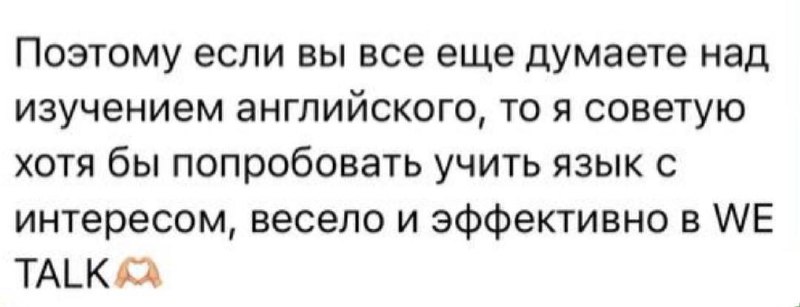 Поэтому если вы все еще думаете над
изучением английского, то я советую
хотя бы попробовать учить язык с
интересом, весело и эффективно в WE
TALK🫶🏼